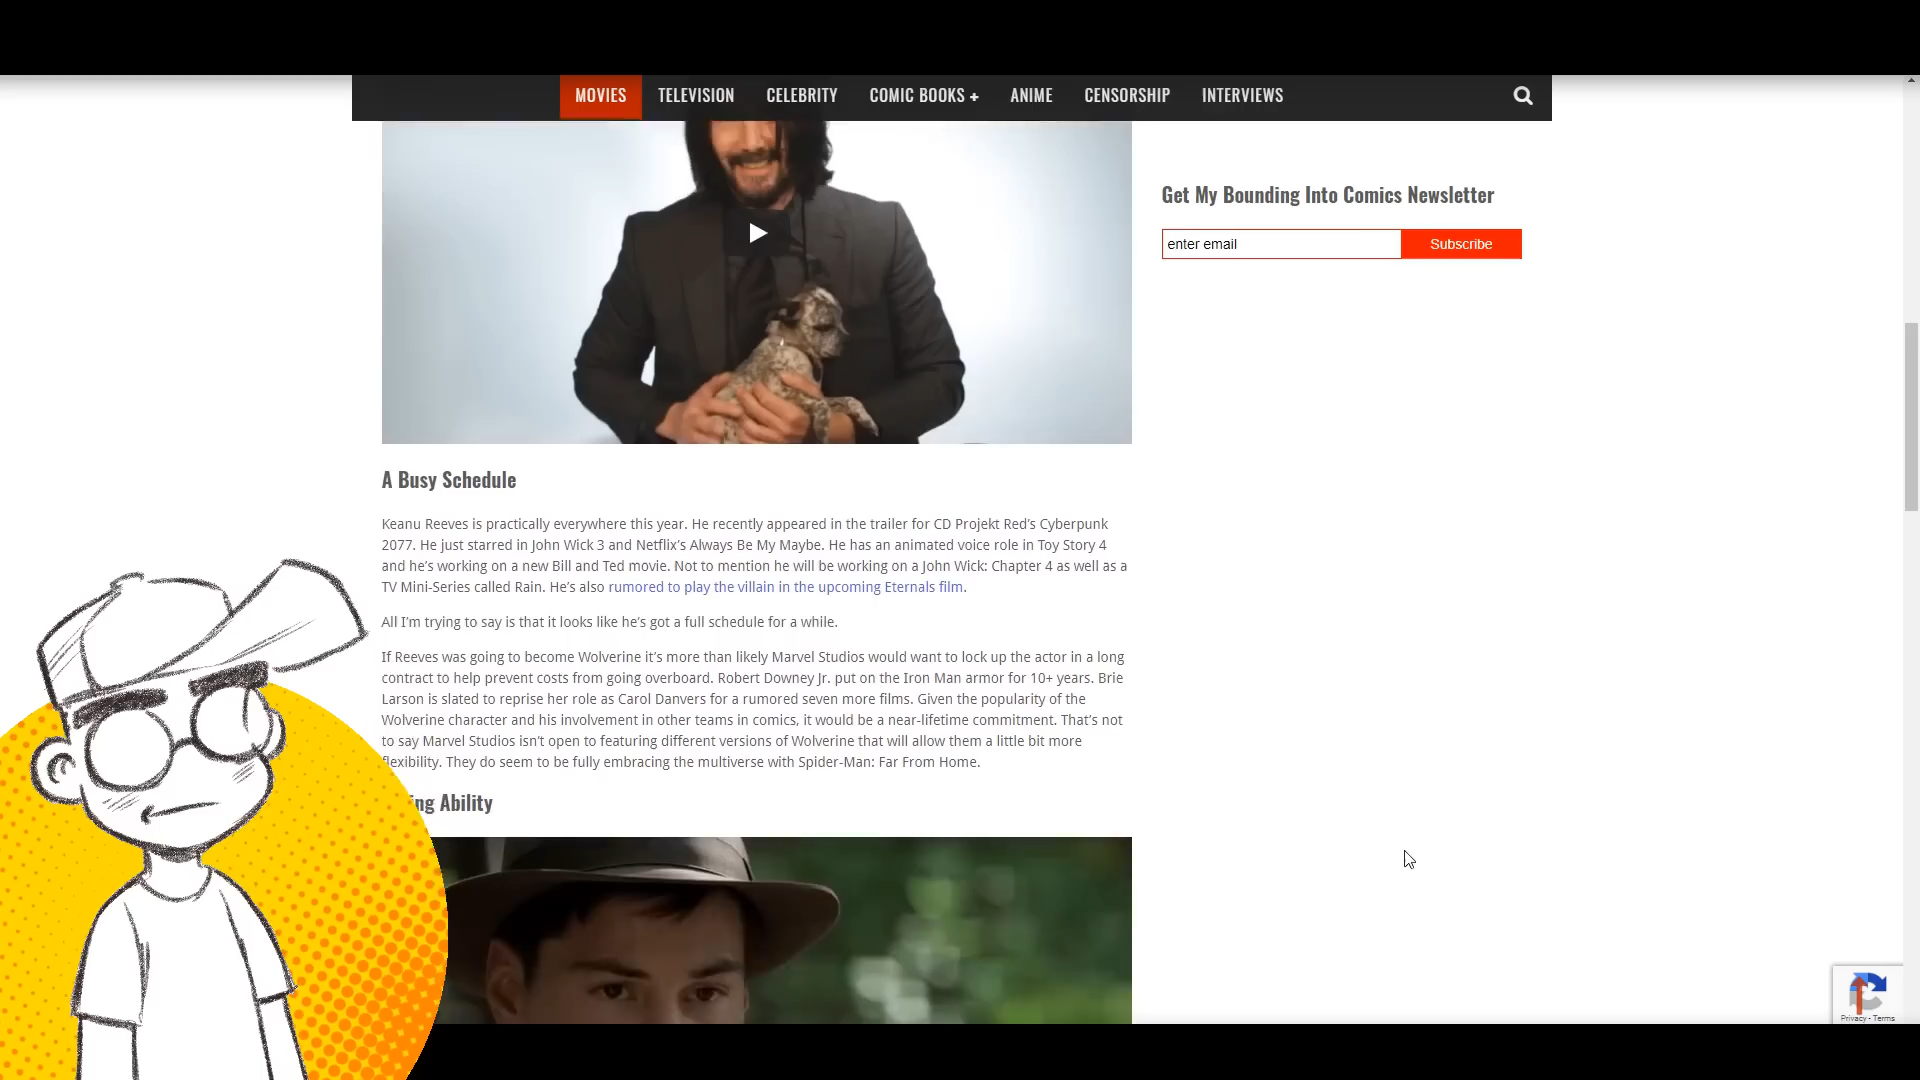 MOVIES TELEVISION CELEBRITY COMIC BOOKS + ANIME CENSORSHIP INTERVIEWS
Get My Bounding Into Comics Newsletter
enter email Subscribe
A Busy Schedule
Keanu Reeves is practically everywhere this year. He recently appeared in the trailer for CD Projekt Red's Cyberpunk
2077. He just starred in John Wick 3 and Netflix's Always Be My Maybe. He has an animated voice role in Toy Story 4
and he's working on a new Bill and Ted movie. Not to mention he will be working on a John Wick: Chapter 4 as well as a
TV Mini-Series called Rain. He's also rumored to play the villain in the upcoming Eternals film.
All I'm trying to say is that it looks like he's got a full schedule for a while.
If Reeves was going to become Wolverine it's more than likely Marvel Studios would want to lock up the actor in a long
contract to help prevent costs from going overboard. Robert Downey Jr. put on the Iron Man armor for 10+ years. Brie
Larson is slated to reprise her role as Carol Danvers for a rumored seven more films. Given the popularity of the
Wolverine character and his involvement in other teams in comics, it would be a near-lifetime commitment. That's not
to say Marvel Studios isn't open to featuring different versions of Wolverine that will allow them a little bit more
flexibility. They do seem to be fully embracing the multiverse with Spider-Man: Far From Home.
Ability
Privacy - Terms